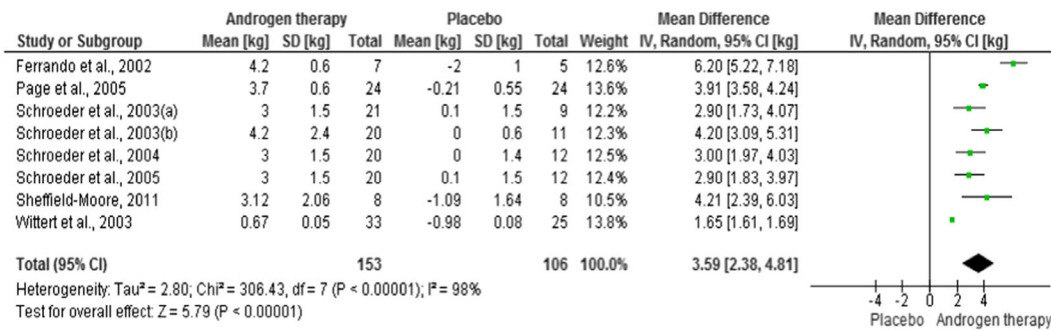 Androgen therapy Placebo Mean Difference Mean Difference
Study or Subgroup Mean [kg] SD [kg] Total Mean [kg] SD [kg] Total Weight IV, Random, 95% CI [kg] IV, Random, 95% CI [kg]
Ferrando et al., 2002 4.2 0.6 7 -2 1 5 12.6% 6.20 [5.22, 7.18]
Page et al., 2005 3.7 0.6 24 -0.21 0.55 24 13.6% 3.91 [3.58, 4.24]
Schroeder et al., 2003(a) 3 1.5 21 0.1 1.5 9 12.2% 2.90 [1.73, 4.07]
Schroeder et al., 2003(b) 4.2 2.4 20 0 0.6 11 12.3% 4.20 [3.09, 5.31]
Schroeder et al., 2004 3 1.5 20 0 1.4 12 12.5% 3.00 [1.97, 4.03]
Schroeder et al., 2005 3 1.5 20 0.1 1.5 12 12.4% 2.90 [1.83, 3.97]
Sheffield-Moore, 2011 3.12 2.06 8 -1.09 1.64 8 10.5% 4.21 [2.39, 6.03]
Wittert et al., 2003 0.67 0.05 33 -0.98 0.08 25 13.8% 1.65 [1.61, 1.69]
Total (95% CI) 153 106 100.0% 3.59 [2.38, 4.81]
Heterogeneity: Tau² = 2.80; Chi² = 306.43, df = 7 (P < 0.00001); I² = 98%
Test for overall effect: Z = 5.79 (P < 0.00001)
-4 -2 0 2 4
Placebo Androgen therapy